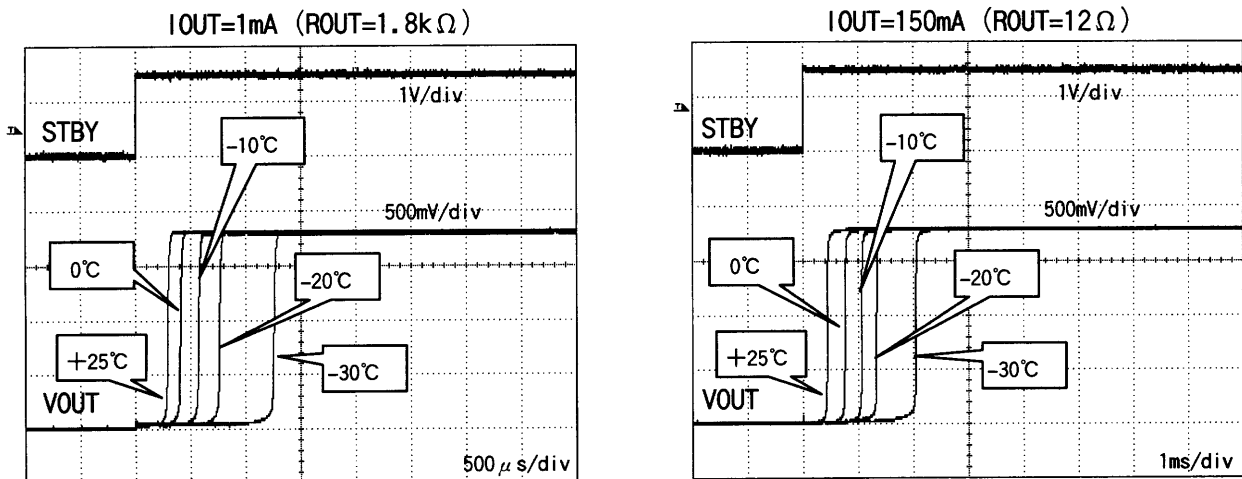 IOUT=1mA (ROUT=1.8kΩ)
1V/div
STBY
-10℃
500mV/div
0℃
-20℃
+25℃
-30℃
VOUT
500μs/div
IOUT=150mA (ROUT=12Ω)
1V/div
STBY
-10℃
500mV/div
0℃
-20℃
+25℃
-30℃
VOUT
1ms/div